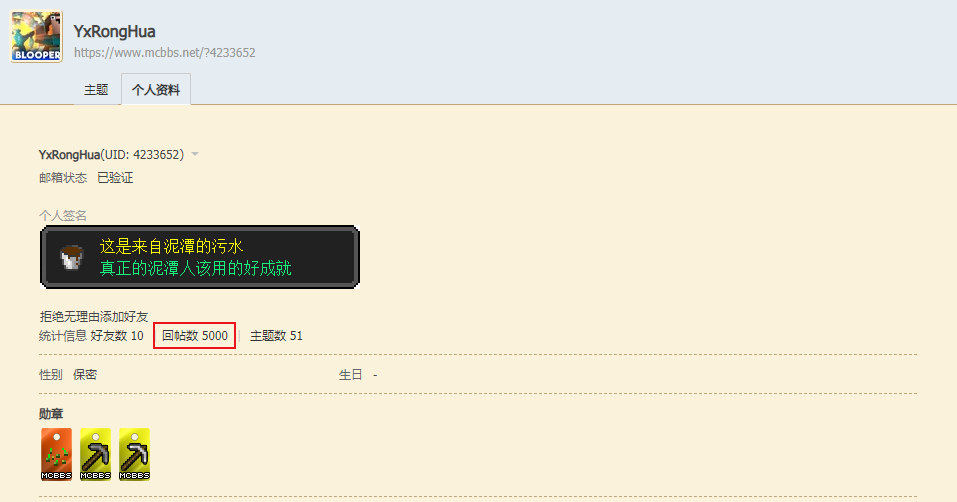 BLOOPER
YxRongHua
https://www.mcbbs.net/?4233652
主题 个人资料
YxRongHua(UID: 4233652)
邮箱状态 已验证
个人签名
这是来自泥潭的污水
真正的泥潭人该用的好成就
拒绝无理由添加好友
统计信息 好友数 10 回帖数 5000 | 主题数 51
性别 保密 生日 -
勋章
MCBBS MCBBS MCBBS